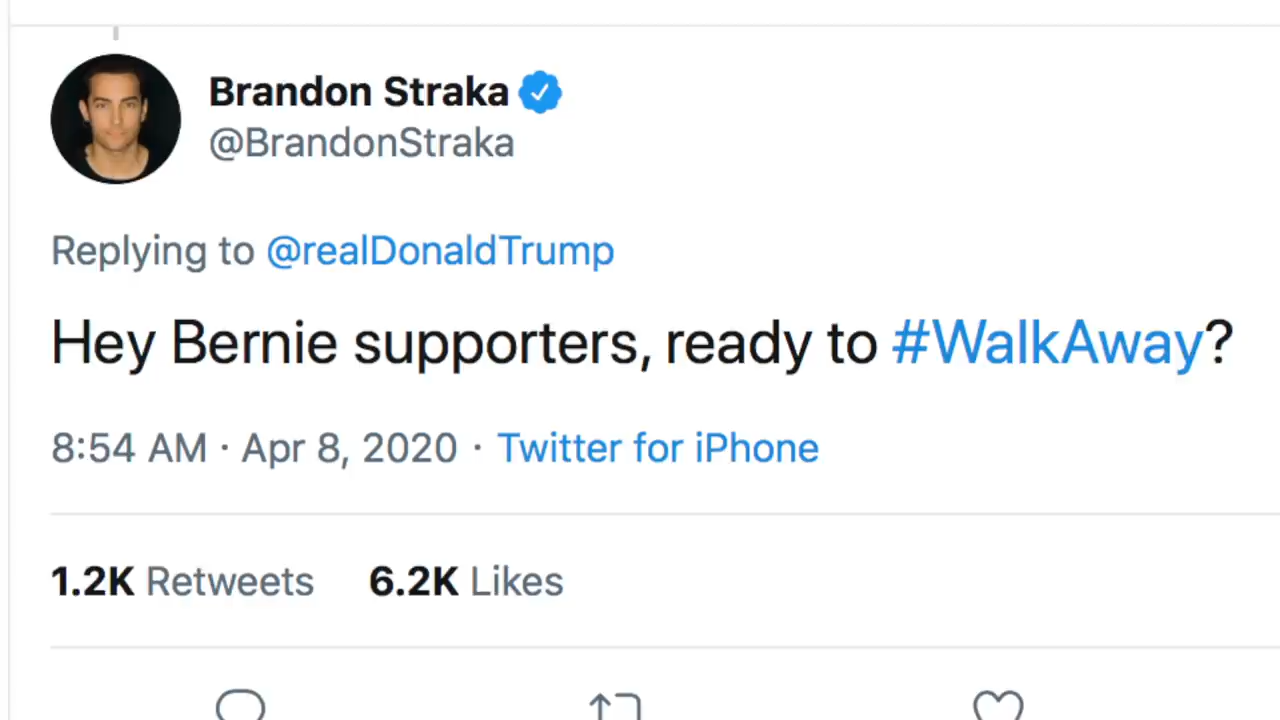 Brandon Straka
@BrandonStraka
Replying to @realDonaldTrump
Hey Bernie supporters, ready to #WalkAway?
8:54 AM · Apr 8, 2020 · Twitter for iPhone
1.2K Retweets 6.2K Likes